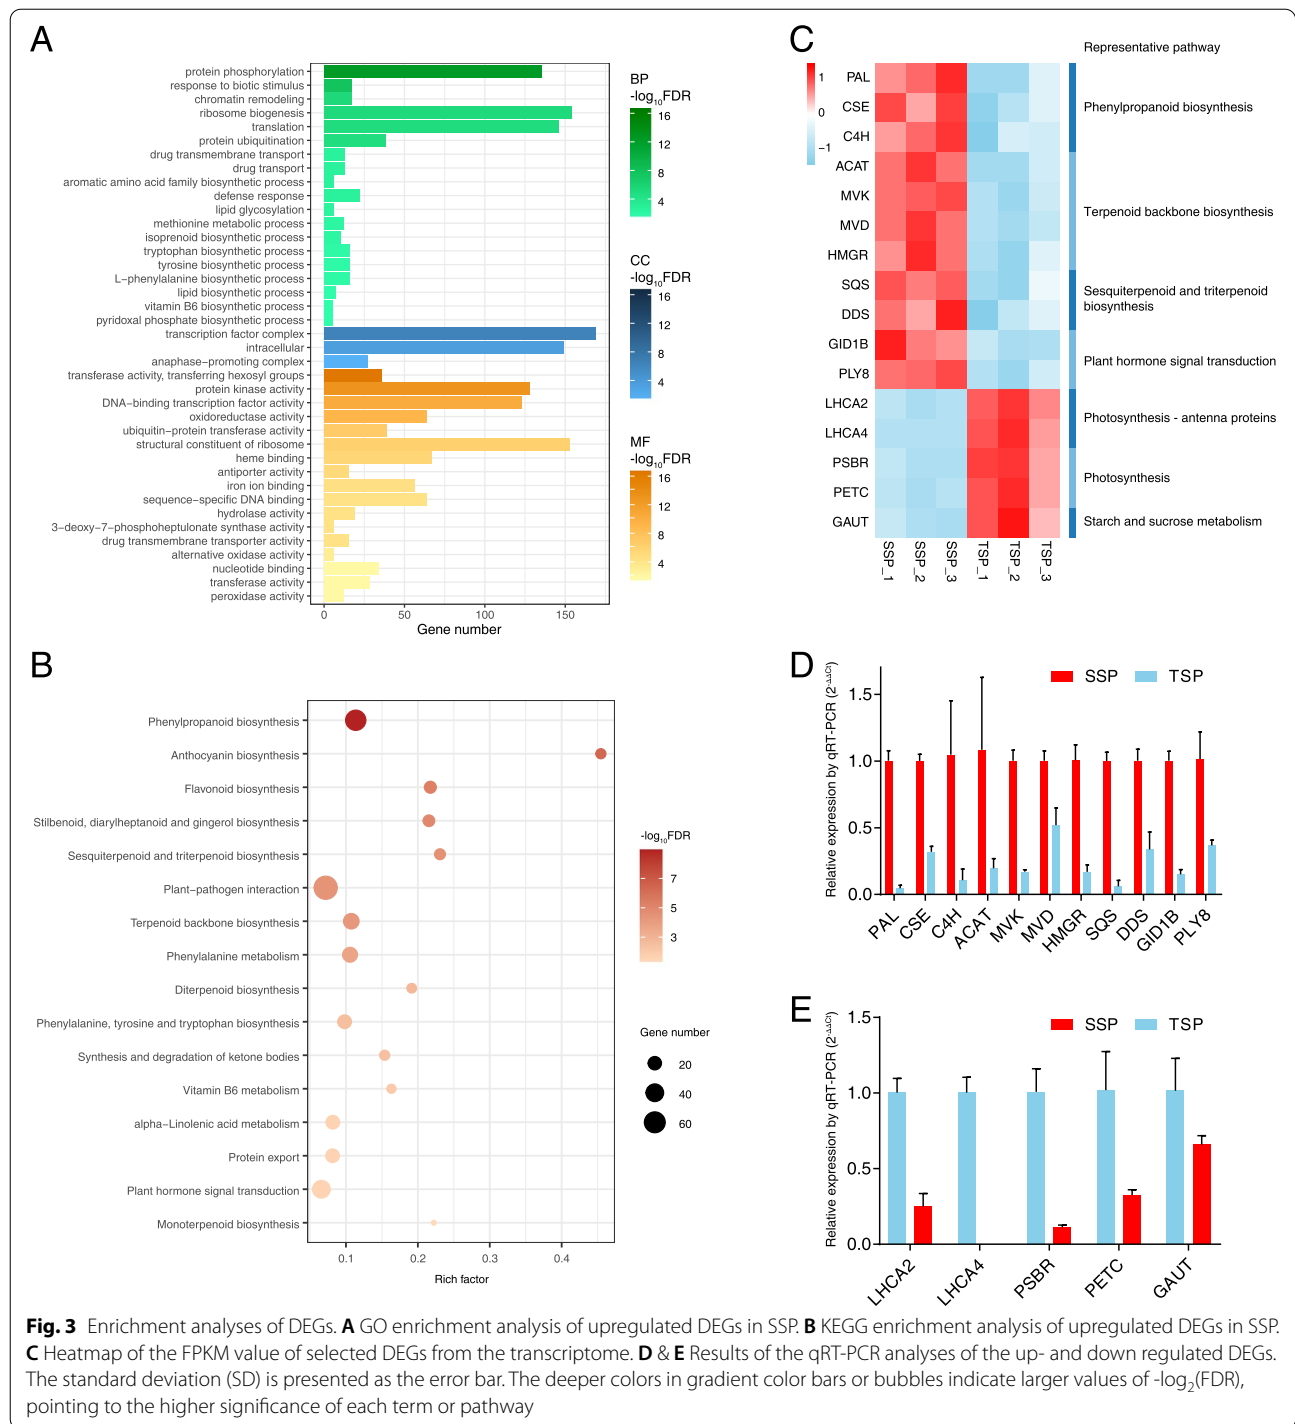 A
protein phosphorylation
response to biotic stimulus
chromatin remodeling
ribosome biogenesis
translation
protein ubiquitination
drug transmembrane transport
drug transport
aromatic amino acid family biosynthetic process
defense response
lipid glycosylation
methionine metabolic process
isoprenoid biosynthetic process
tryptophan biosynthetic process
tyrosine biosynthetic process
L−phenylalanine biosynthetic process
lipid biosynthetic process
vitamin B6 biosynthetic process
pyridoxal phosphate biosynthetic process
transcription factor complex
intracellular
anaphase−promoting complex
transferase activity, transferring hexosyl groups
protein kinase activity
DNA−binding transcription factor activity
oxidoreductase activity
ubiquitin−protein transferase activity
structural constituent of ribosome
heme binding
antiporter activity
iron ion binding
sequence−specific DNA binding
hydrolase activity
3−deoxy−7−phosphoheptulonate synthase activity
drug transmembrane transporter activity
alternative oxidase activity
nucleotide binding
transferase activity
peroxidase activity
0 50 100 150
Gene number
BP
-log₁₀FDR
16
12
8
4
CC
-log₁₀FDR
16
12
8
4
MF
-log₁₀FDR
16
12
8
4
C
1
0
−1
PAL
CSE
C4H
ACAT
MVK
MVD
HMGR
SQS
DDS
GID1B
PLY8
LHCA2
LHCA4
PSBR
PETC
GAUT
SSP_1 SSP_2 SSP_3 TSP_1 TSP_2 TSP_3
Representative pathway
Phenylpropanoid biosynthesis
Terpenoid backbone biosynthesis
Sesquiterpenoid and triterpenoid
biosynthesis
Plant hormone signal transduction
Photosynthesis - antenna proteins
Photosynthesis
Starch and sucrose metabolism
B
Phenylpropanoid biosynthesis
Anthocyanin biosynthesis
Flavonoid biosynthesis
Stilbenoid, diarylheptanoid and gingerol biosynthesis
Sesquiterpenoid and triterpenoid biosynthesis
Plant−pathogen interaction
Terpenoid backbone biosynthesis
Phenylalanine metabolism
Diterpenoid biosynthesis
Phenylalanine, tyrosine and tryptophan biosynthesis
Synthesis and degradation of ketone bodies
Vitamin B6 metabolism
alpha−Linolenic acid metabolism
Protein export
Plant hormone signal transduction
Monoterpenoid biosynthesis
0.1 0.2 0.3 0.4
Rich factor
-log₁₀FDR
7
5
3
Gene number
20
40
60
D
Relative expression by qRT-PCR (2⁻ᐞᐞCt)
1.5
1.0
0.5
0.0
SSP TSP
PAL CSE C4H ACAT MVK MVD HMGR SQS DDS GID1B PLY8
E
Relative expression by qRT-PCR (2⁻ᐞᐞCt)
1.5
1.0
0.5
0.0
SSP TSP
LHCA2 LHCA4 PSBR PETC GAUT
Fig. 3 Enrichment analyses of DEGs. A GO enrichment analysis of upregulated DEGs in SSP. B KEGG enrichment analysis of upregulated DEGs in SSP.
C Heatmap of the FPKM value of selected DEGs from the transcriptome. D & E Results of the qRT-PCR analyses of the up- and down regulated DEGs.
The standard deviation (SD) is presented as the error bar. The deeper colors in gradient color bars or bubbles indicate larger values of -log₂(FDR),
pointing to the higher significance of each term or pathway